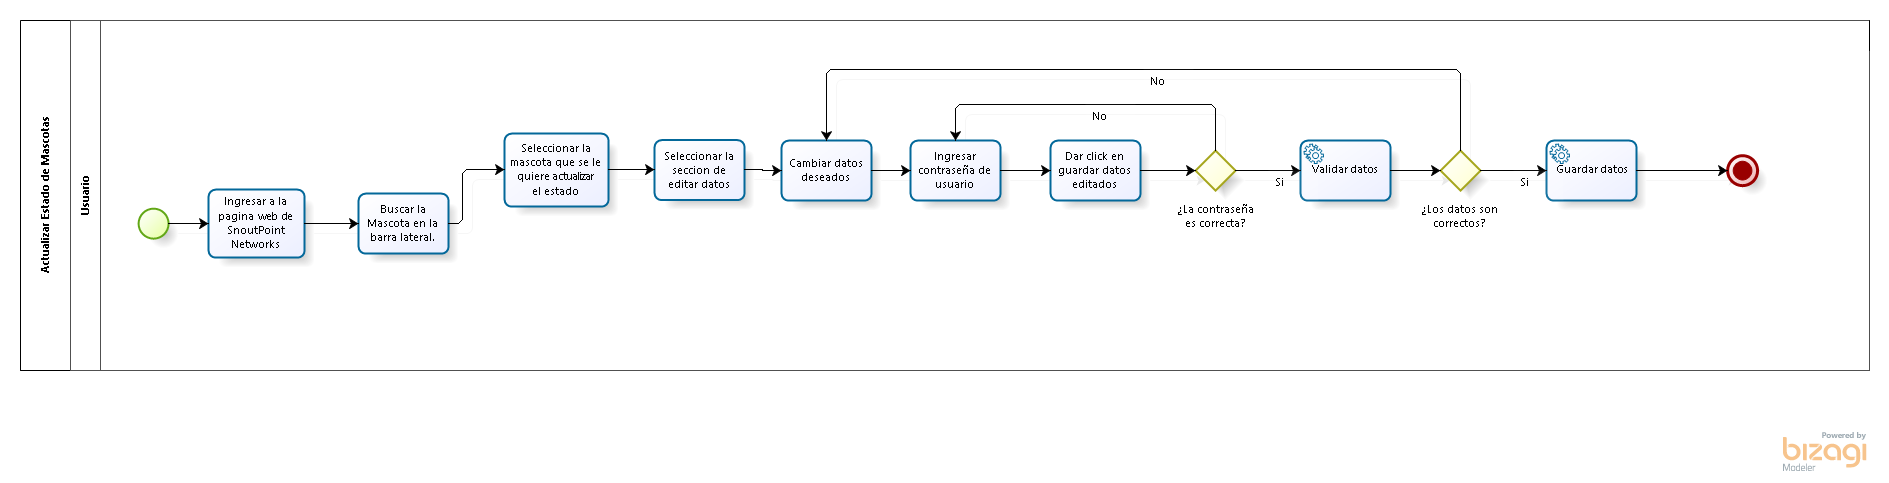 Actualizar Estado de Mascotas
Usuario
Ingresar a la
pagina web de
SnoutPoint
Networks
Buscar la
Mascota en la
barra lateral.
Seleccionar la
mascota que se le
quiere actualizar
el estado
Seleccionar la
seccion de
editar datos
Cambiar datos
deseados
Ingresar
contraseña de
usuario
Dar click en
guardar datos
editados
¿La contraseña
es correcta?
No
Si
Validar datos
¿Los datos son
correctos?
No
Si
Guardar datos
Powered by
bizagi
Modeler